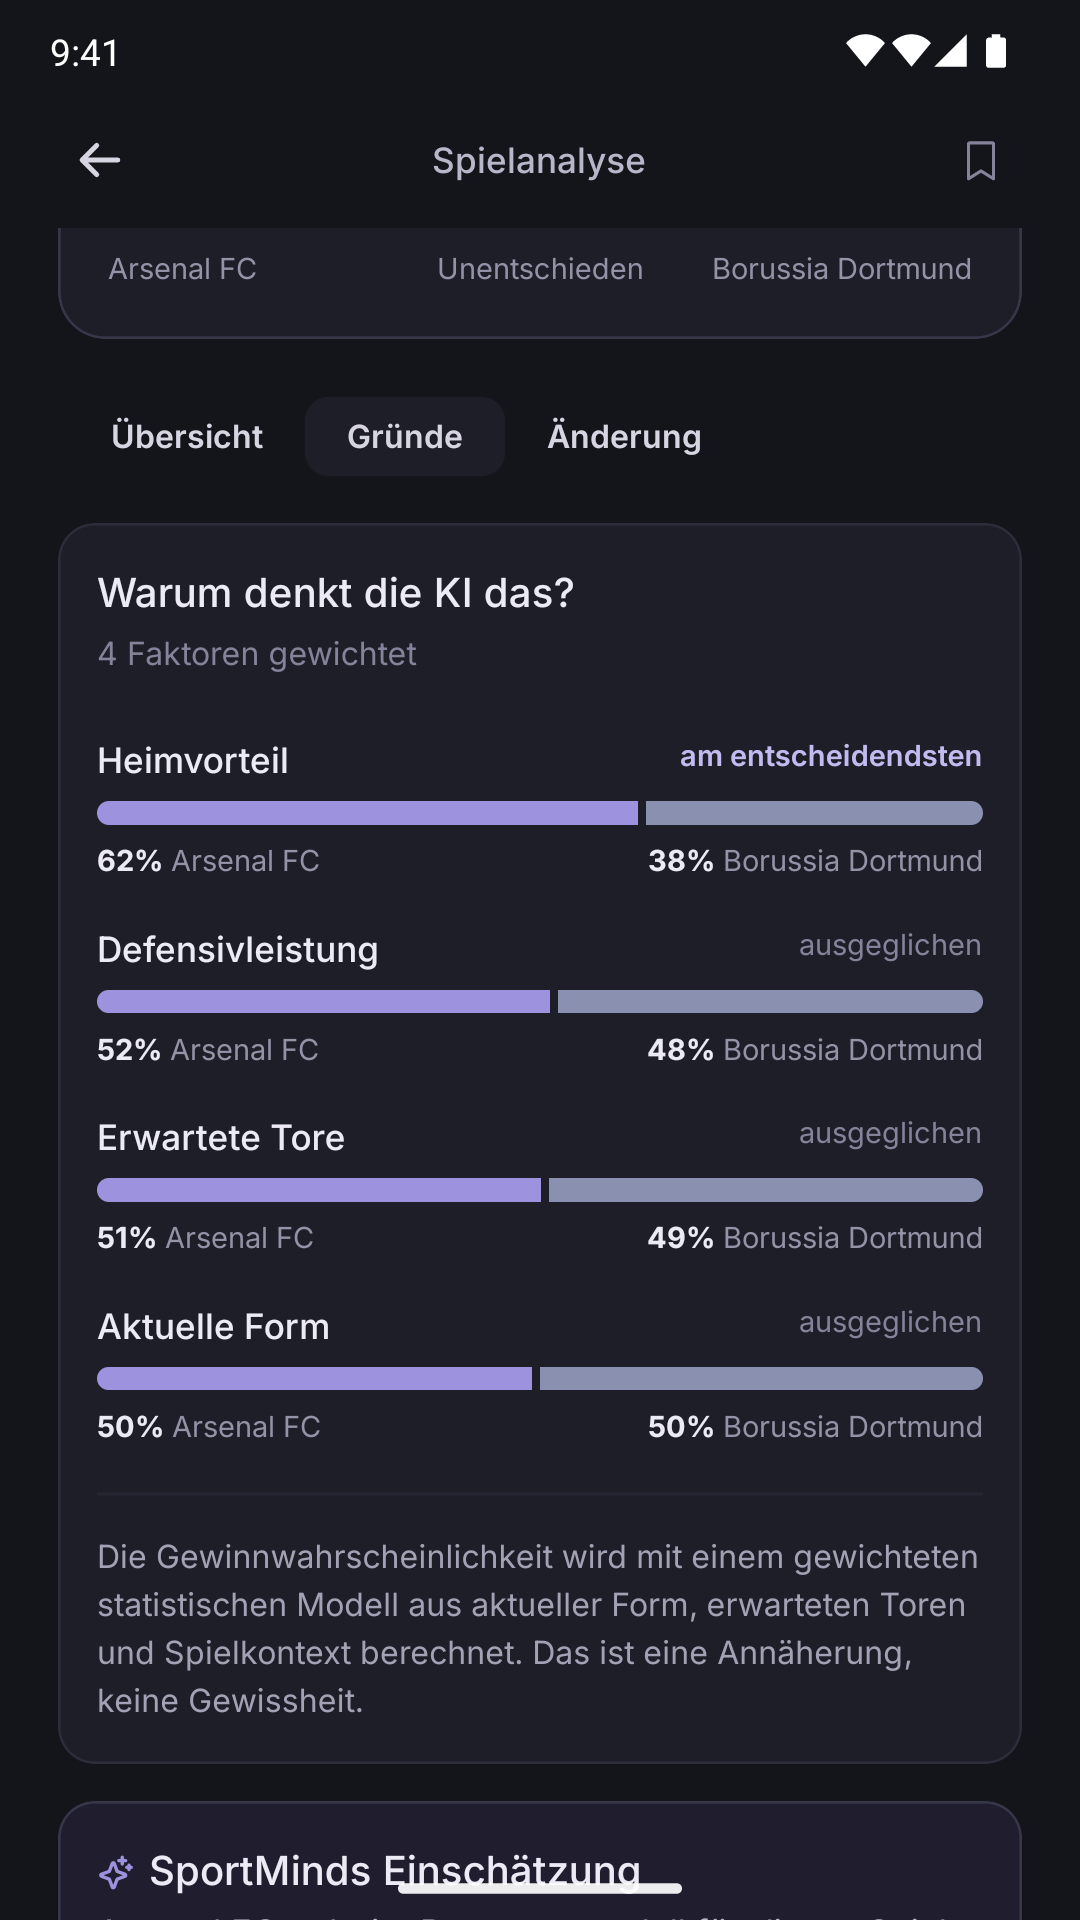 9:41
Spielanalyse
Arsenal FC Unentschieden Borussia Dortmund
Übersicht Gründe Änderung
Warum denkt die KI das?
4 Faktoren gewichtet
Heimvorteil am entscheidendsten
62% Arsenal FC 38% Borussia Dortmund
Defensivleistung ausgeglichen
52% Arsenal FC 48% Borussia Dortmund
Erwartete Tore ausgeglichen
51% Arsenal FC 49% Borussia Dortmund
Aktuelle Form ausgeglichen
50% Arsenal FC 50% Borussia Dortmund
Die Gewinnwahrscheinlichkeit wird mit einem gewichteten
statistischen Modell aus aktueller Form, erwarteten Toren
und Spielkontext berechnet. Das ist eine Annäherung,
keine Gewissheit.
SportMinds Einschätzung